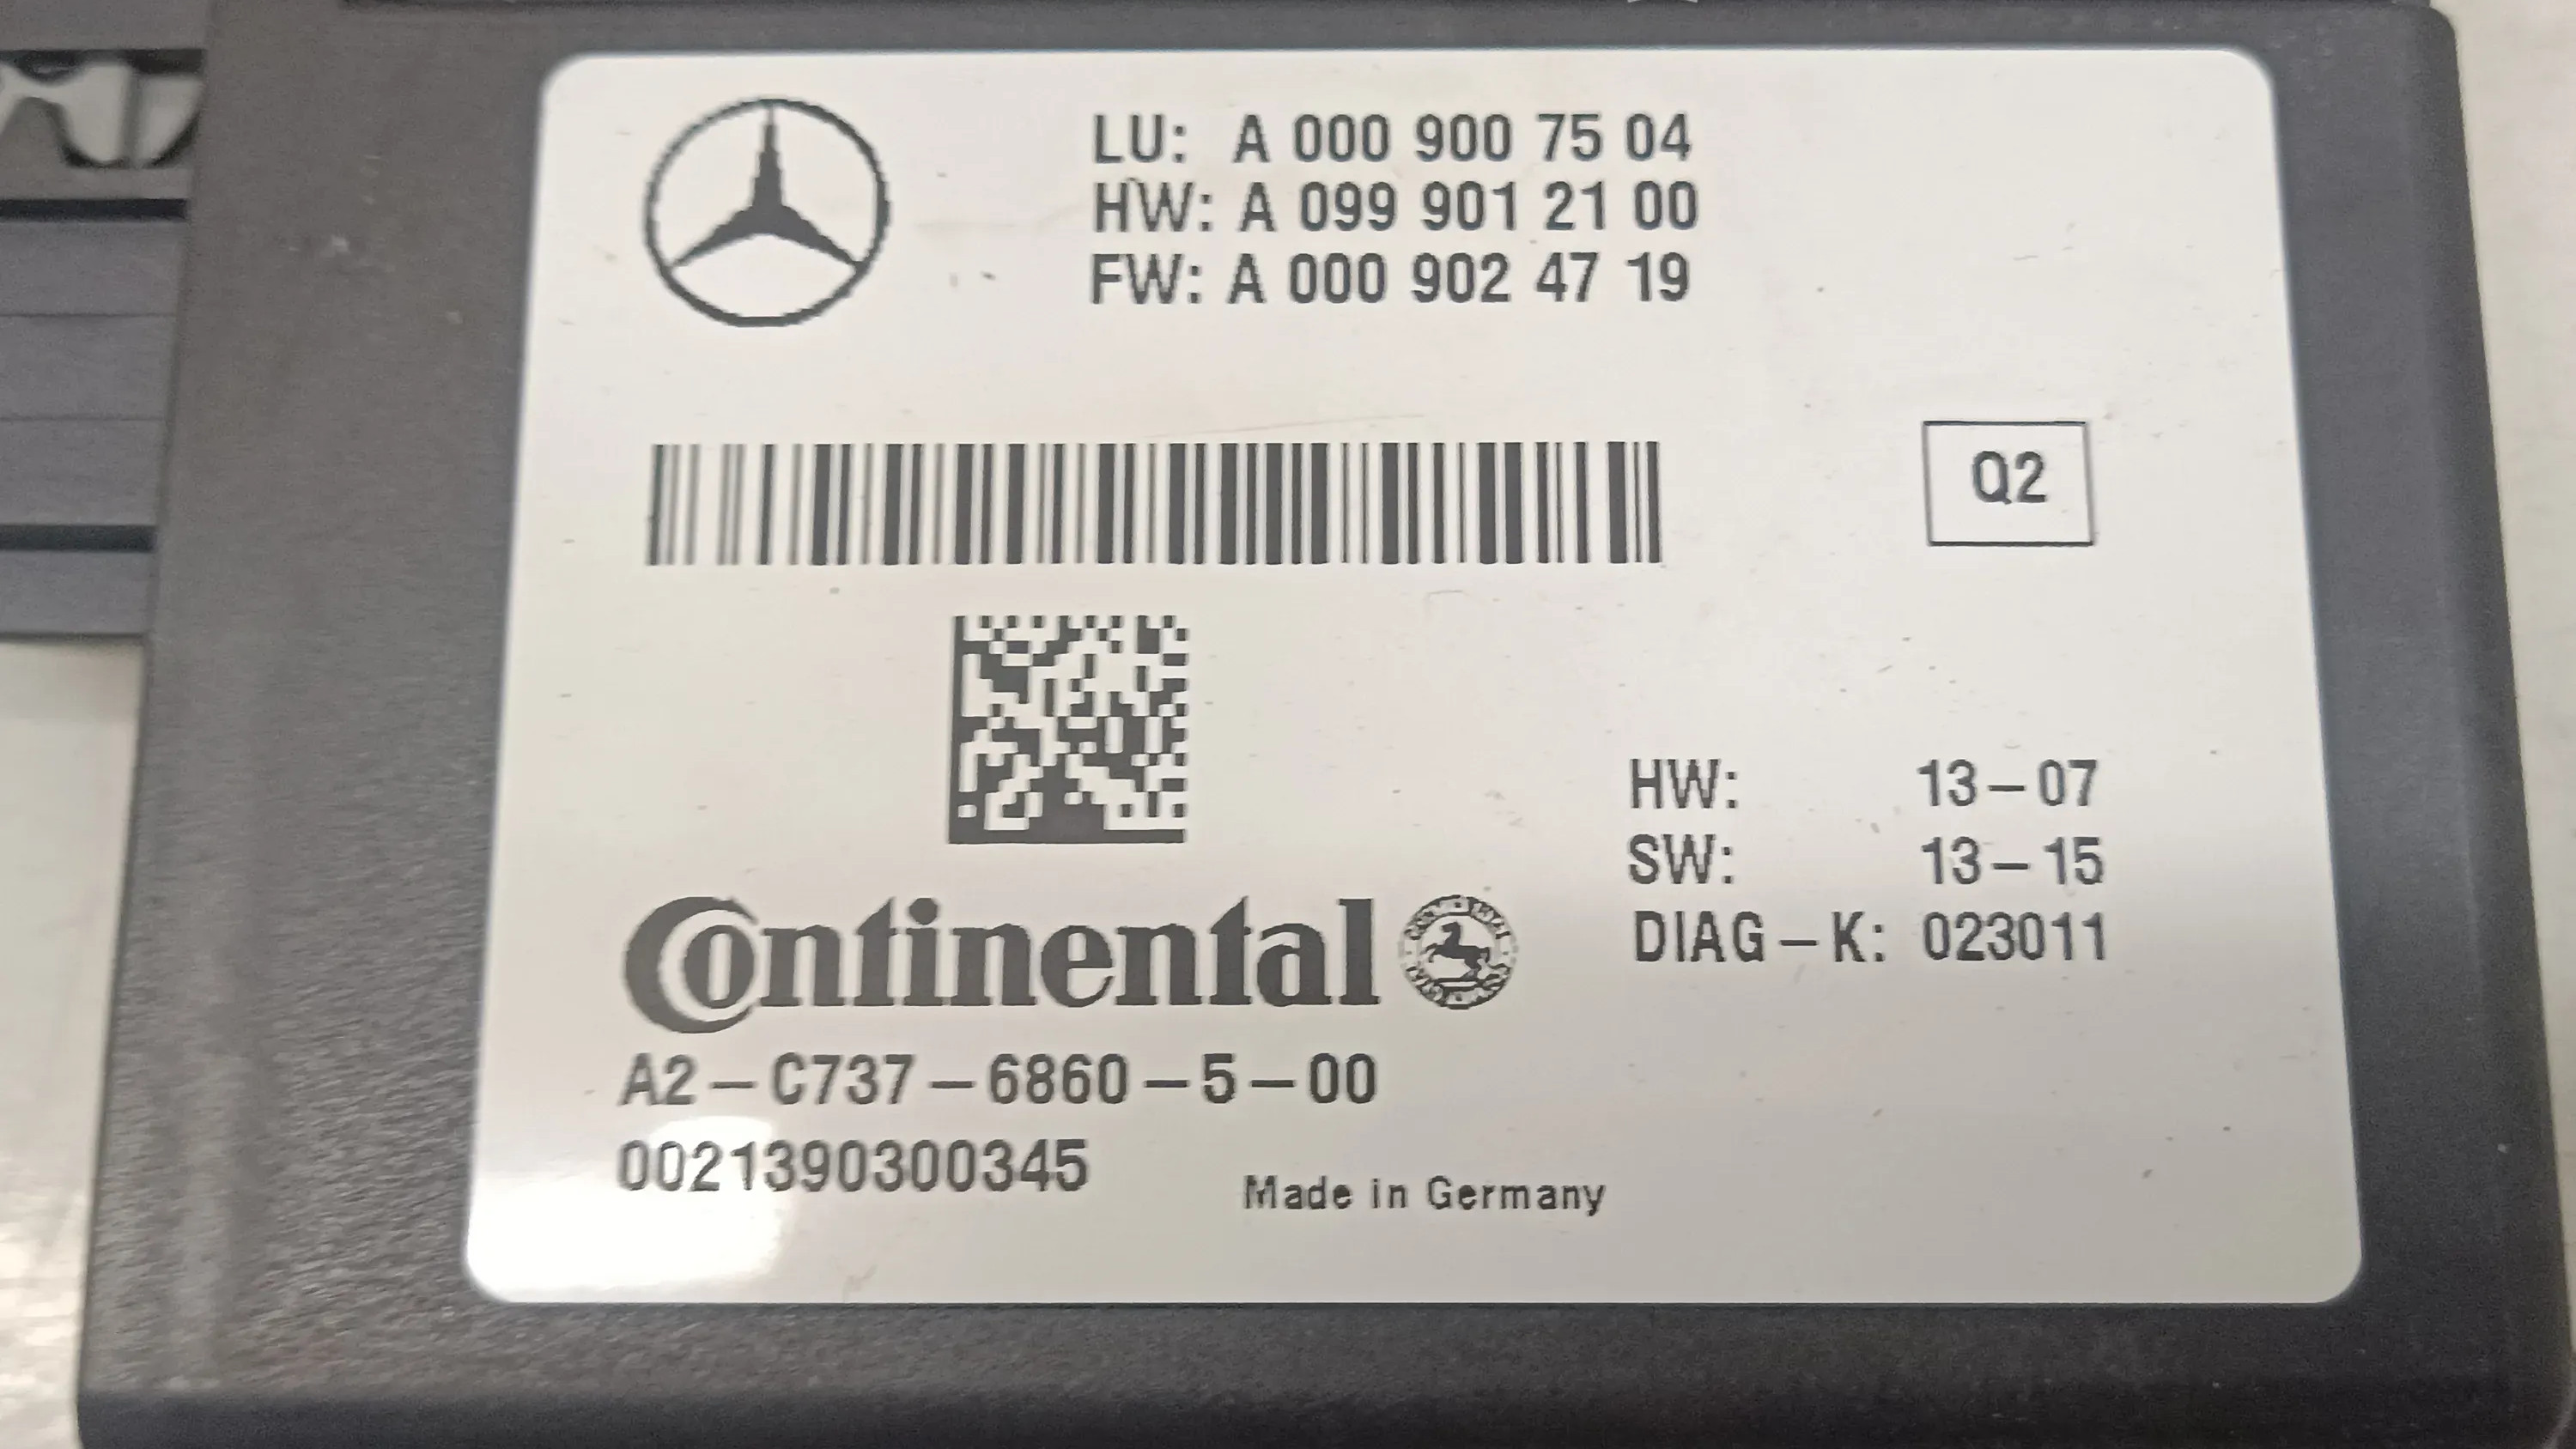 LU: A 000 900 75 04
HW: A 099 901 21 00
FW: A 000 902 47 19
Q2
HW: 13-07
SW: 13-15
DIAG-K: 023011
Continental
A2-C737-6860-5-00
0021390300345
Made in Germany